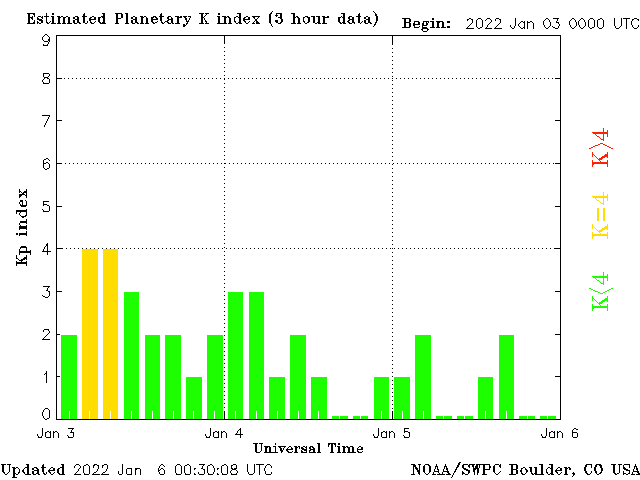 Estimated Planetary K index (3 hour data) Begin: 2022 Jan 03 0000 UTC
9
8
7
6
5
4
3
2
1
0
Kp index
K>4
K=4
K<4
Jan 3 Jan 4 Jan 5 Jan 6
Universal Time
Updated 2022 Jan 6 00:30:08 UTC NOAA/SWPC Boulder, CO USA